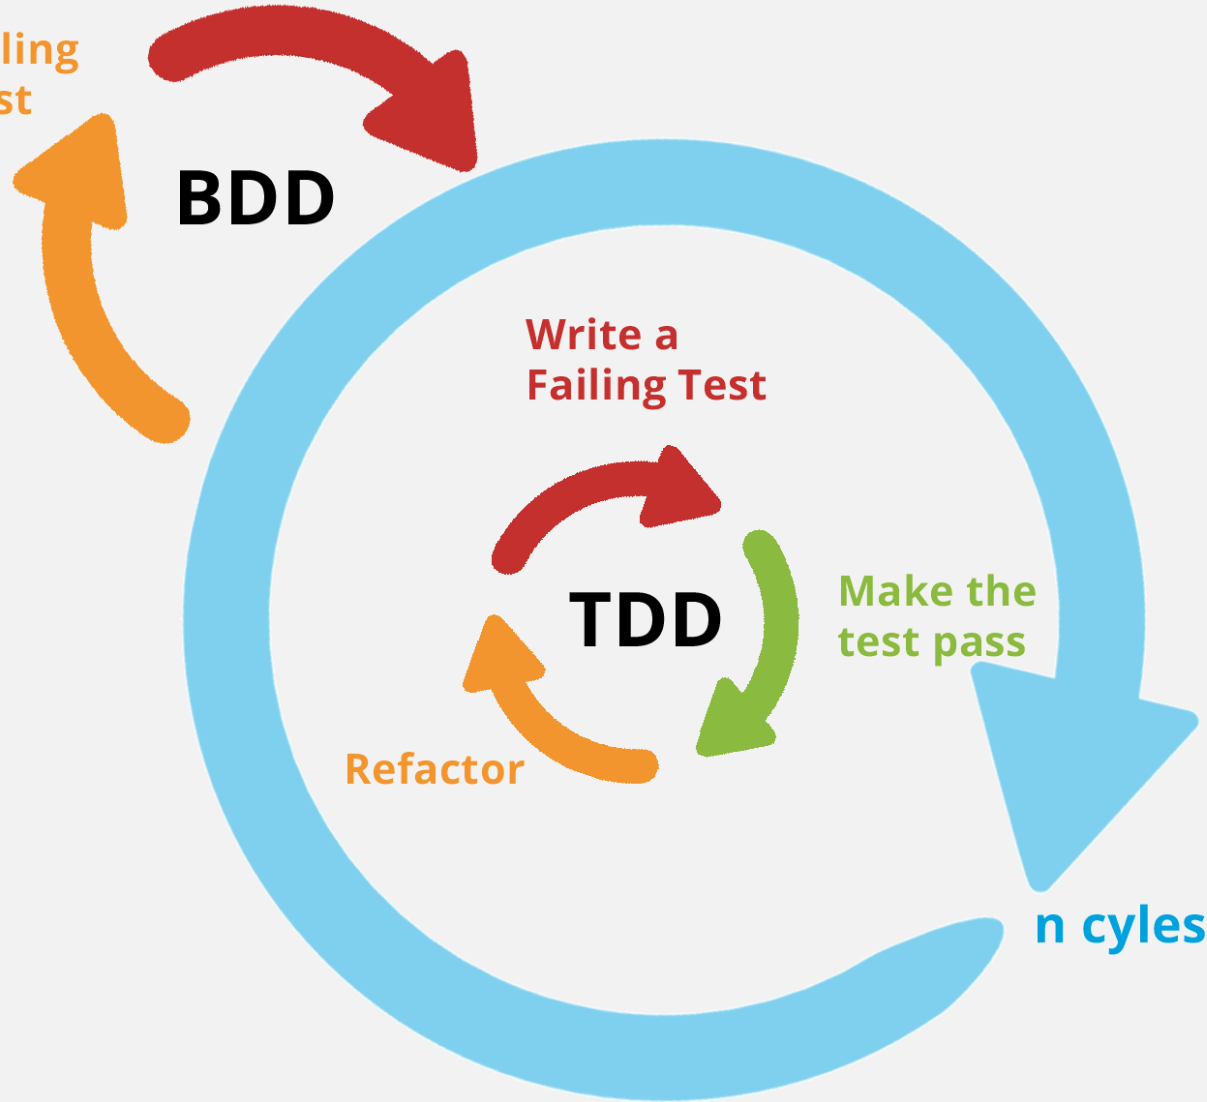 ling
st
BDD
Write a
Failing Test
TDD
Make the
test pass
Refactor
n cyles